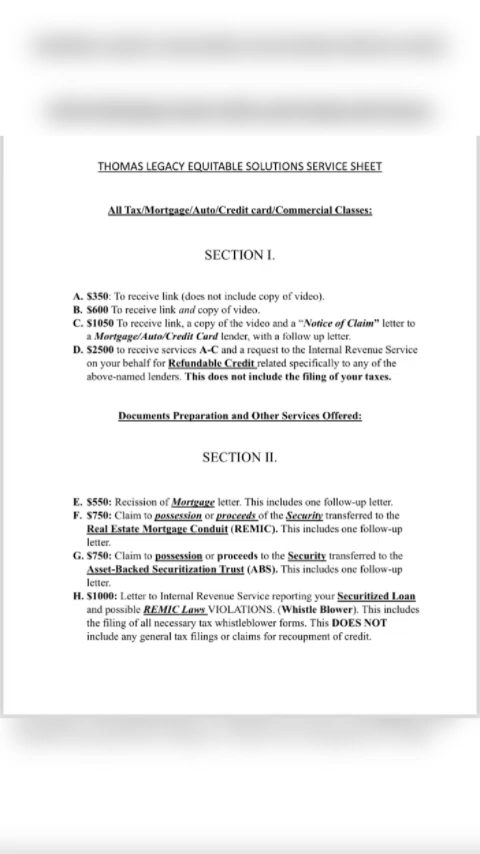 THOMAS LEGACY EQUITABLE SOLUTIONS SERVICE SHEET
All Tax/Mortgage/Auto/Credit card/Commercial Classes:
SECTION I.
A. $350: To receive link (does not include copy of video).
B. $600 To receive link and copy of video.
C. $1050 To receive link, a copy of the video and a "Notice of Claim" letter to
a Mortgage/Auto/Credit Card lender, with a follow up letter.
D. $2500 to receive services A-C and a request to the Internal Revenue Service
on your behalf for Refundable Credit related specifically to any of the
above-named lenders. This does not include the filing of your taxes.
Documents Preparation and Other Services Offered:
SECTION II.
E. $550: Recission of Mortgage letter. This includes one follow-up letter.
F. $750: Claim to possession or proceeds of the Security transferred to the
Real Estate Mortgage Conduit (REMIC). This includes one follow-up
letter.
G. $750: Claim to possession or proceeds to the Security transferred to the
Asset-Backed Securitization Trust (ABS). This includes one follow-up
letter.
H. $1000: Letter to Internal Revenue Service reporting your Securitized Loan
and possible REMIC Laws VIOLATIONS. (Whistle Blower). This includes
the filing of all necessary tax whistleblower forms. This DOES NOT
include any general tax filings or claims for recoupment of credit.